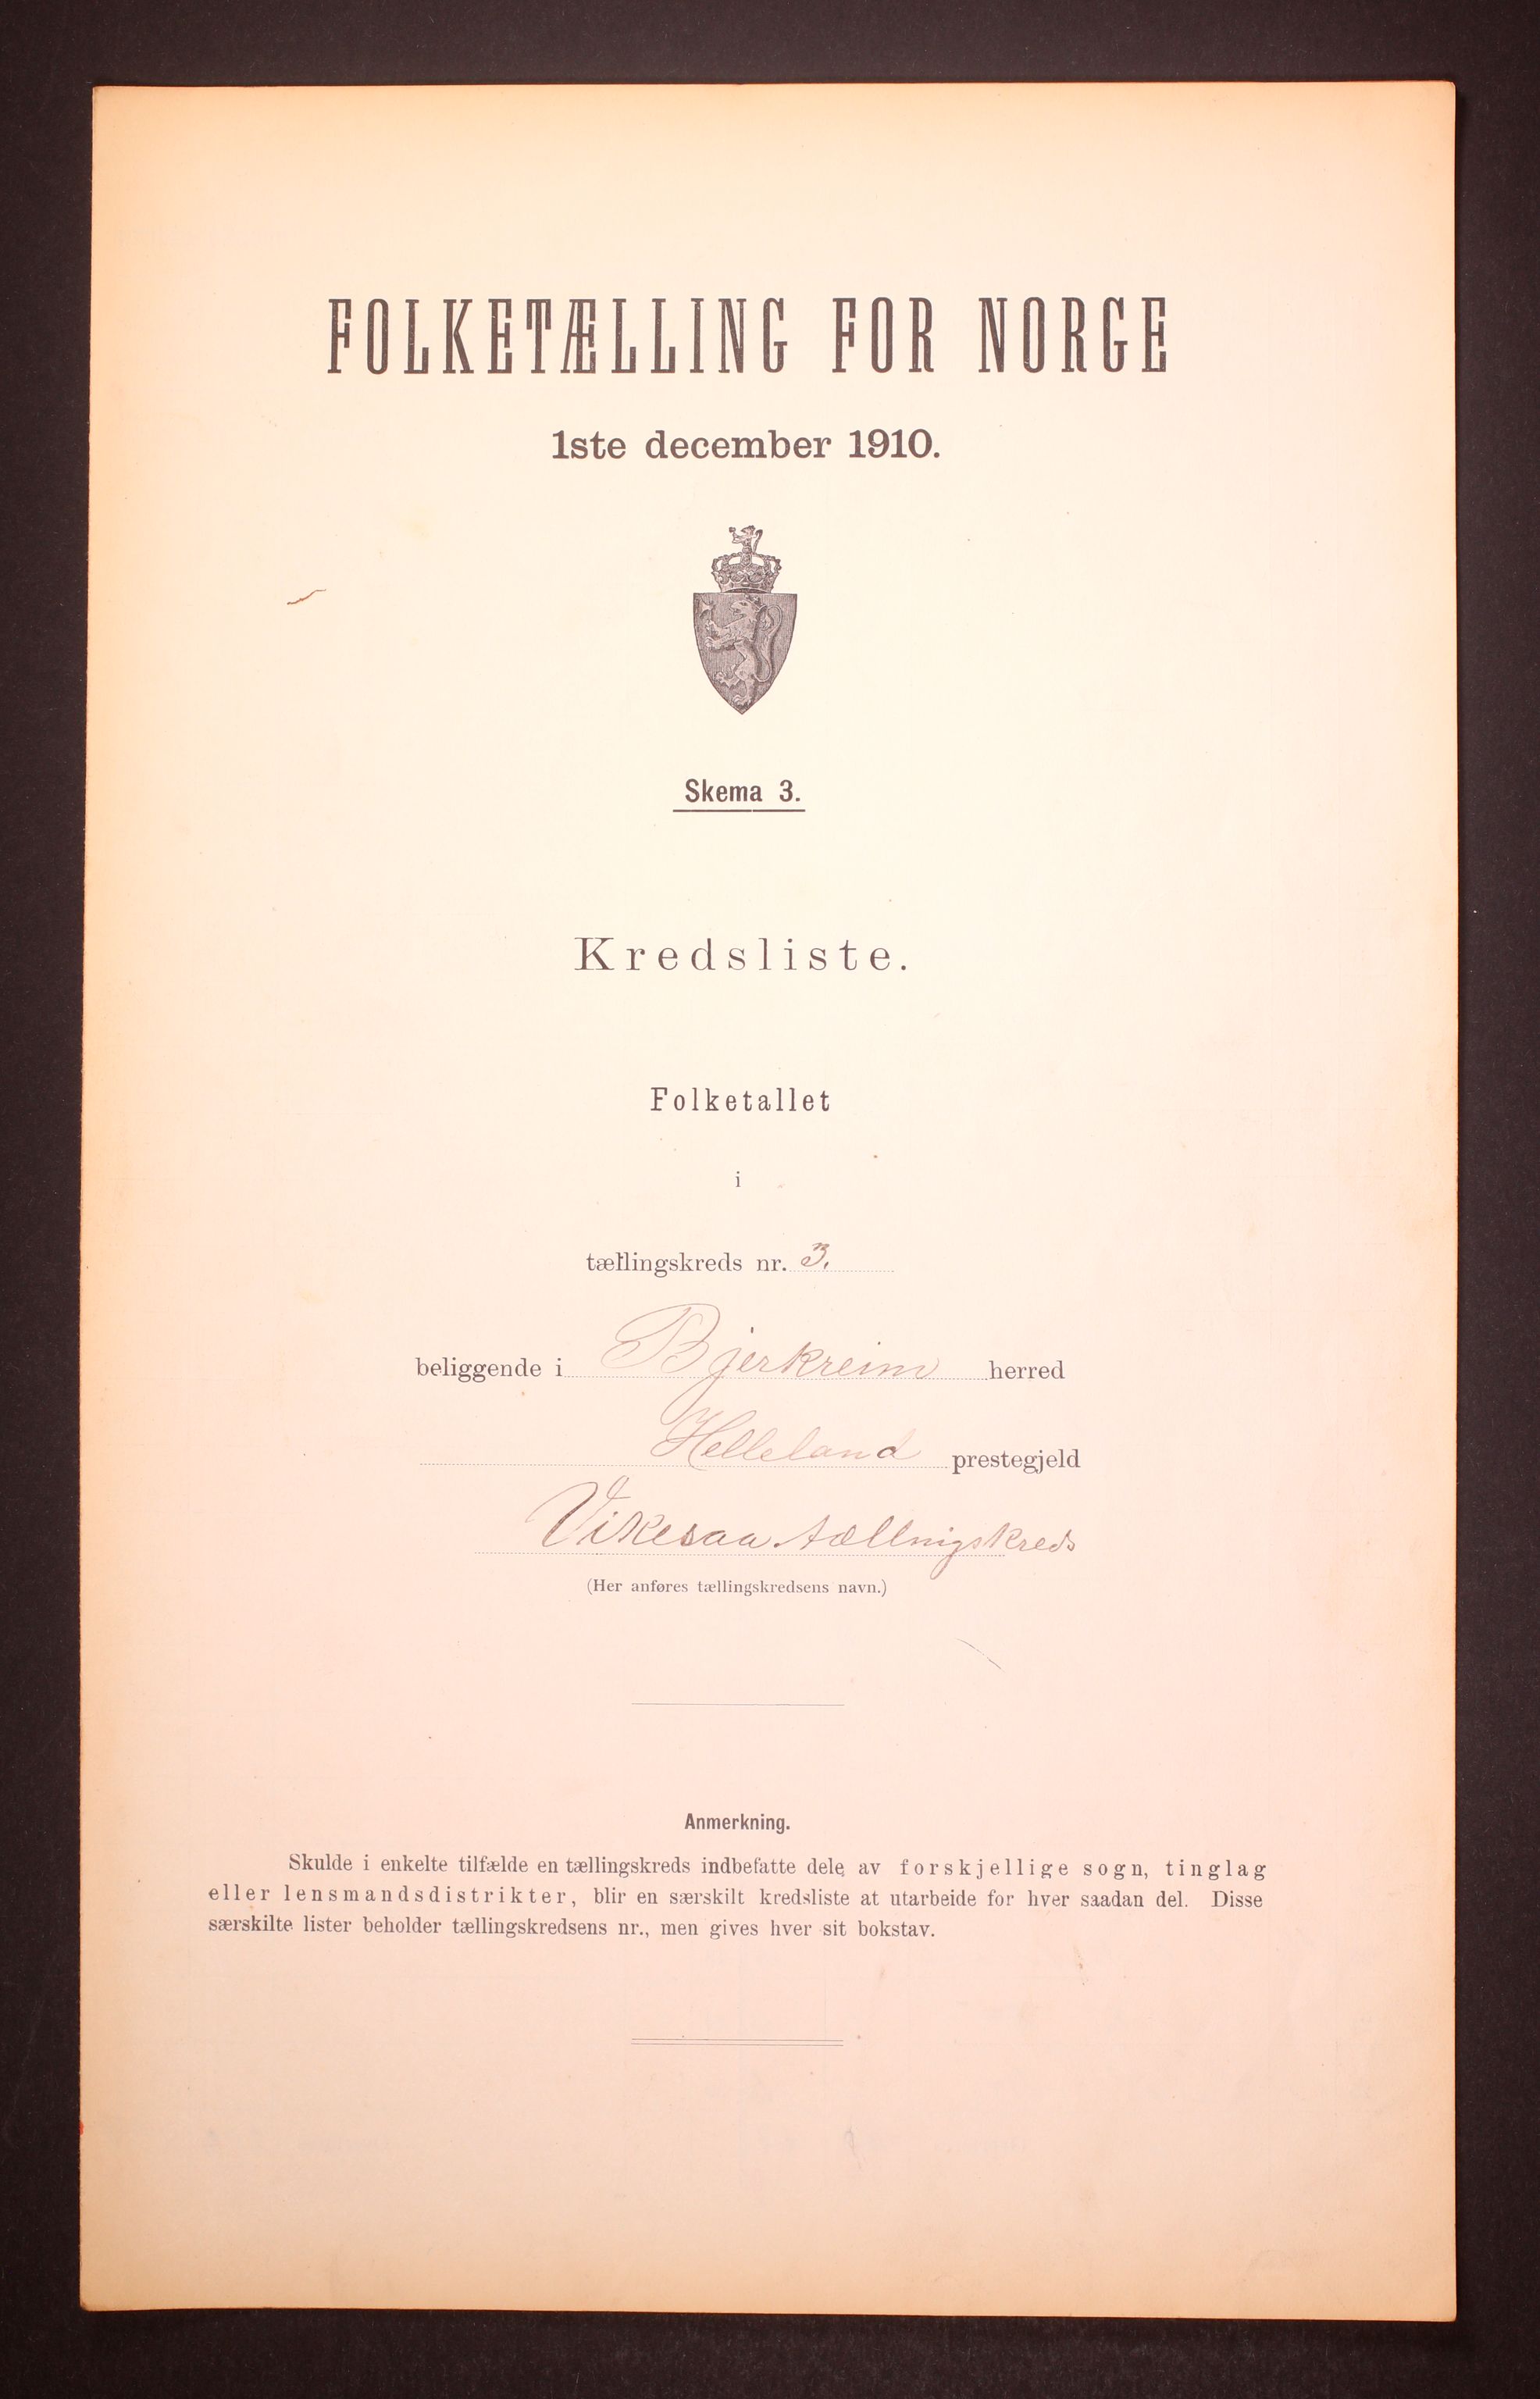 FOLKETÆLLING FOR NORGE
1ste december 1910.
Skema 3.
Kredsliste.
Folketallet
i
tællingskreds nr. 3.
beliggende i Bjerkreim herred
Helleland prestegjeld
Vikesaa tællingskreds
(Her anføres tællingskredsens navn.)
Anmerkning.
Skulde i enkelte tilfælde en tællingskreds indbefatte dele av forskjellige sogn, tinglag
eller lensmandsdistrikter, blir en særskilt kredsliste at utarbeide for hver saadan del. Disse
særskilte lister beholder tællingskredsens nr., men gives hver sit bokstav.